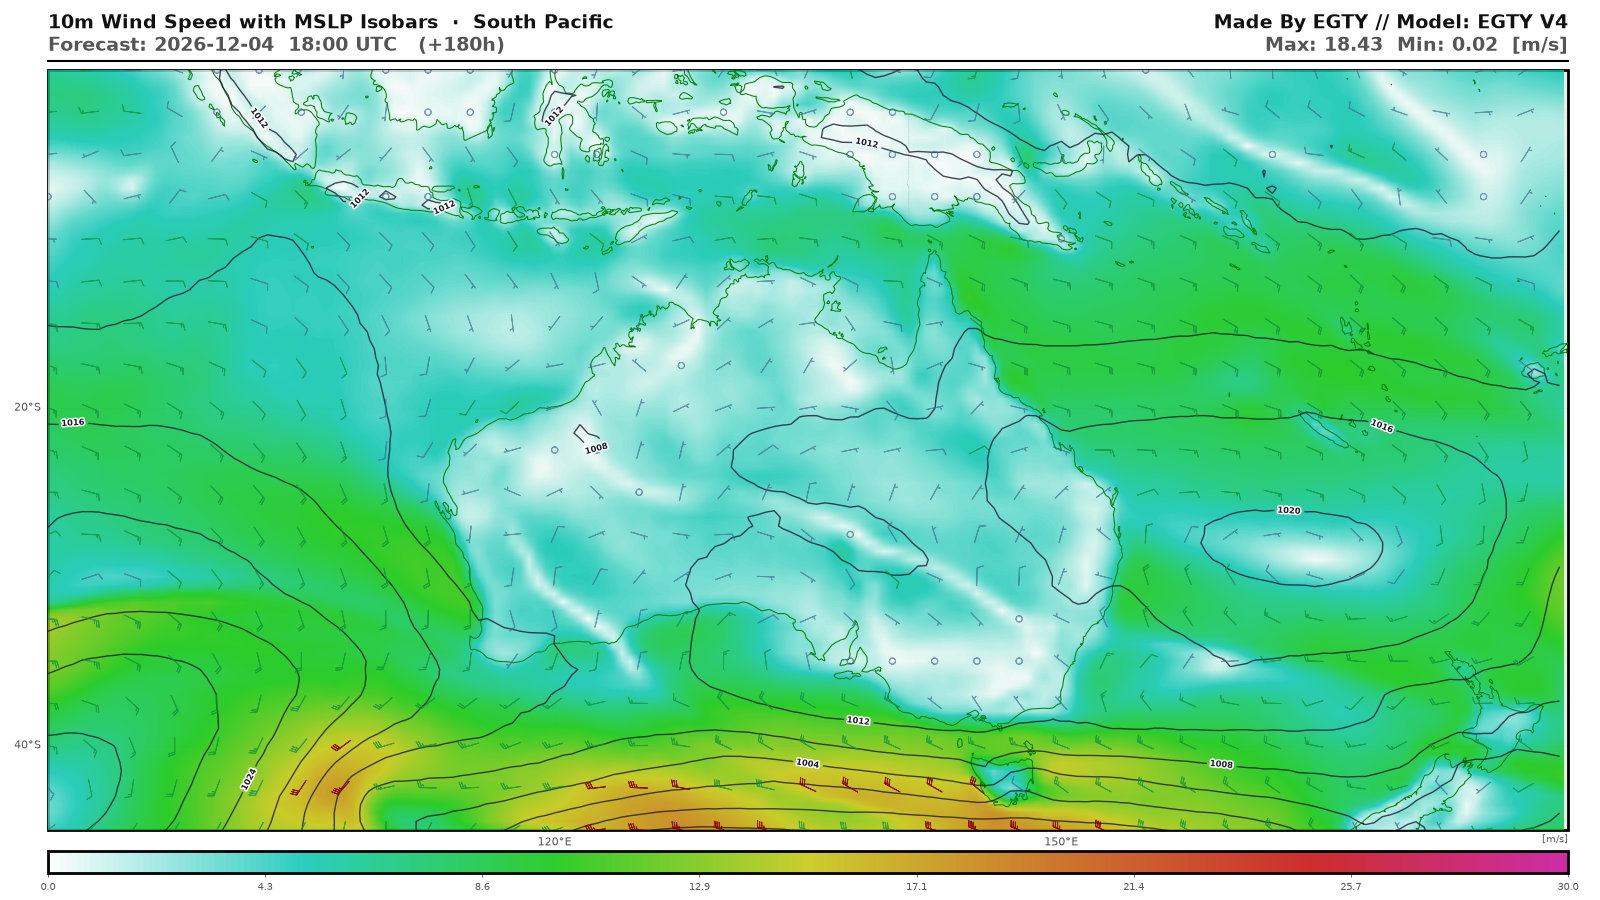 10m Wind Speed with MSLP Isobars · South Pacific
Made By EGTY // Model: EGTY V4
Forecast: 2026-12-04 18:00 UTC (+180h)
Max: 18.43 Min: 0.02 [m/s]
1012
1012
1012
1012
1012
20°S
1016
1016
1008
1020
1012
40°S
1004
1008
1024
120°E
150°E
[m/s]
0.0
4.3
8.6
12.9
17.1
21.4
25.7
30.0